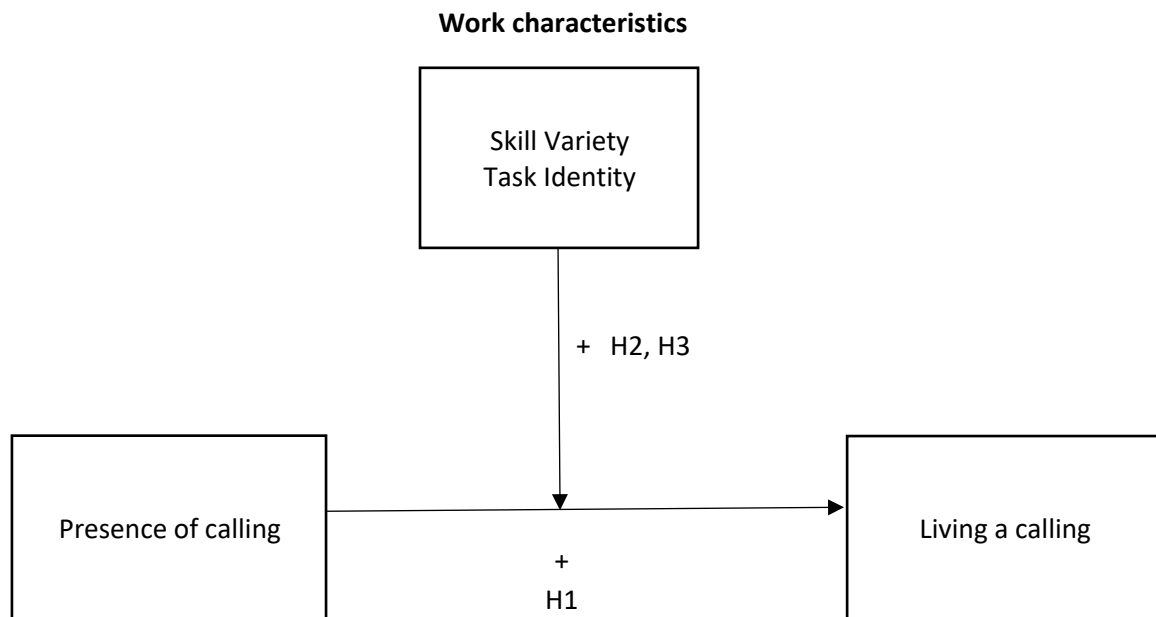 Work characteristics
Skill Variety
Task Identity
+ H2, H3
Presence of calling
Living a calling
+
H1